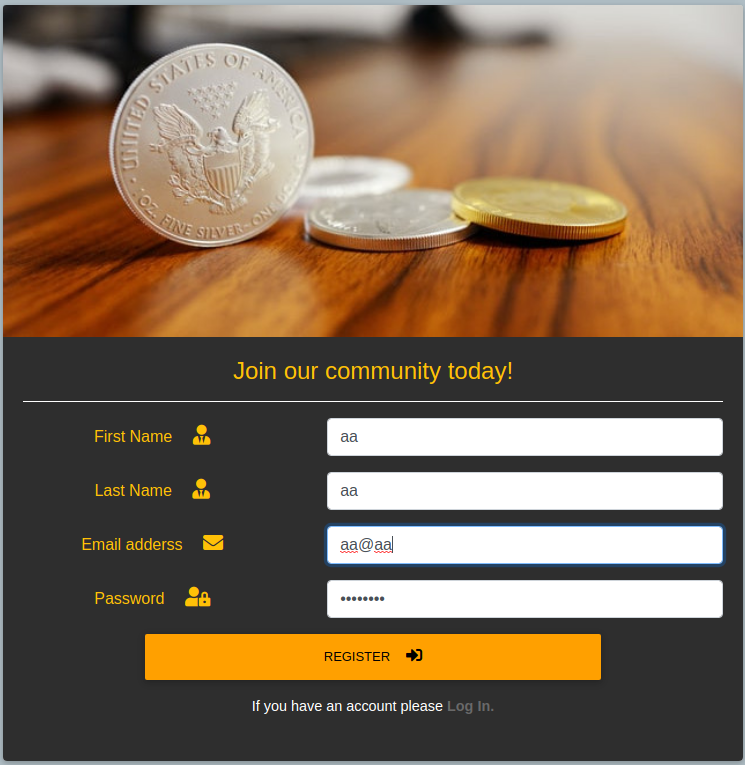 UNITED STATES OF AMERICA
1 OZ. FINE SILVER~ONE
Join our community today!
First Name aa
Last Name aa
Email adderss aa@aa
Password ••••••••
REGISTER
If you have an account please Log In.